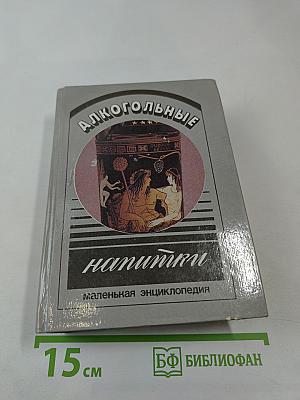 АЛКОГОЛЬНЫЕ
напитки
маленькая энциклопедия
15 см
БФ БИБЛИОФАН